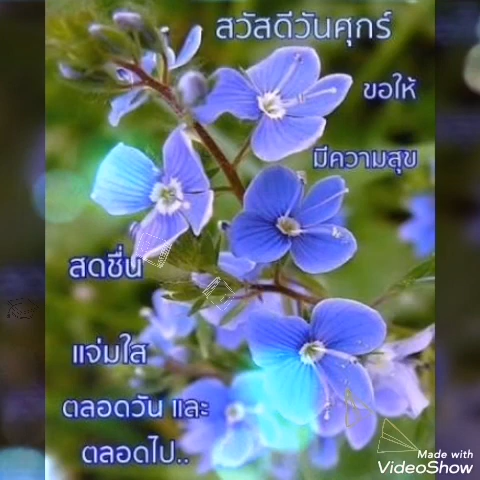 สวัสดีวันศุกร์
ขอให้
มีความสุข
สดชื่น
แจ่มใส
ตลอดวัน และ
ตลอดไป..
Made with
VideoShow